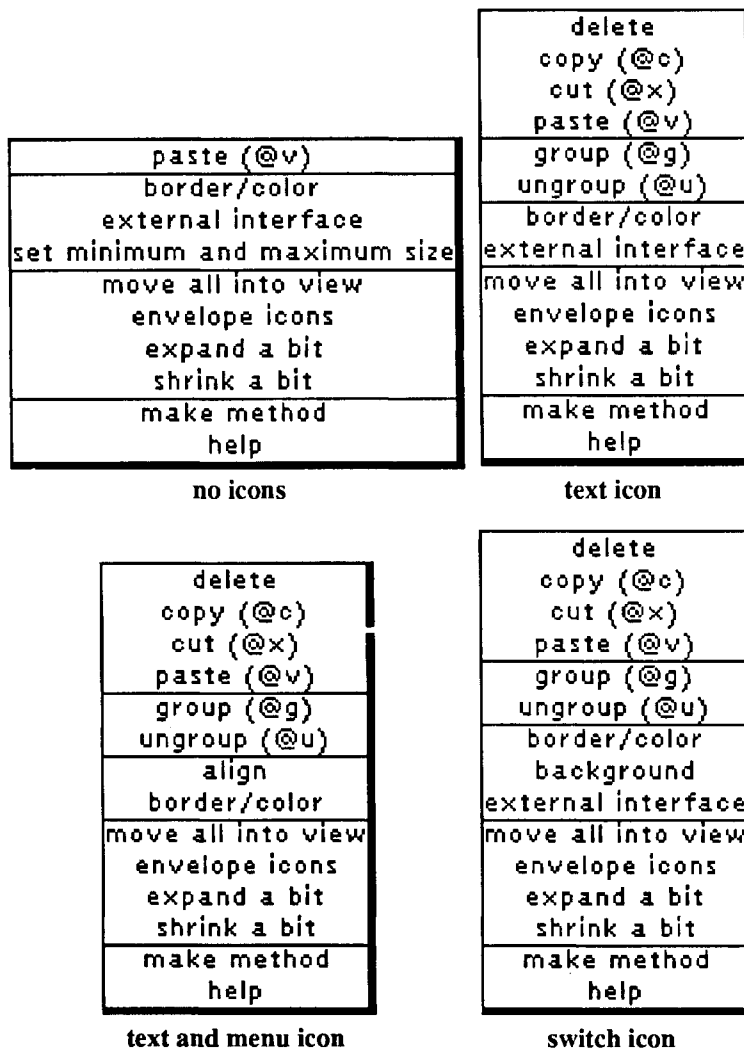 paste (@v)
border/color
external interface
set minimum and maximum size
move all into view
envelope icons
expand a bit
shrink a bit
make method
help
no icons
delete
copy (@c)
cut (@x)
paste (@v)
group (@g)
ungroup (@u)
border/color
external interface
move all into view
envelope icons
expand a bit
shrink a bit
make method
help
text icon
delete
copy (@c)
cut (@x)
paste (@v)
group (@g)
ungroup (@u)
align
border/color
move all into view
envelope icons
expand a bit
shrink a bit
make method
help
text and menu icon
delete
copy (@c)
cut (@x)
paste (@v)
group (@g)
ungroup (@u)
border/color
background
external interface
move all into view
envelope icons
expand a bit
shrink a bit
make method
help
switch icon